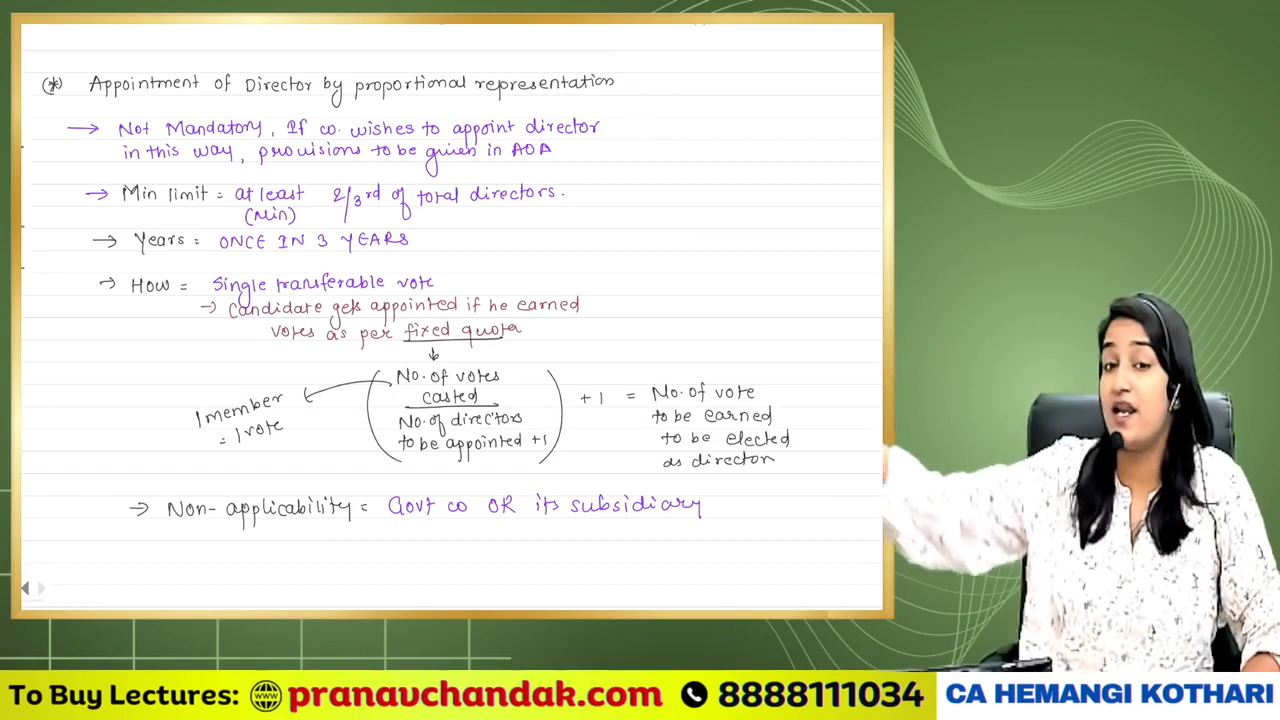 (*) Appointment of Director by proportional representation
→ Not Mandatory, If co. wishes to appoint director
in this way, provisions to be given in AOA
→ Min limit = at least 2/3rd of total directors.
(Min)
→ Years = ONCE IN 3 YEARS
→ How = Single transferable vote
→ Candidate gets appointed if he earned
votes as per fixed quota
No. of votes
casted
No. of directors
to be appointed +1
+ 1 = No. of vote
to be earned
to be elected
as director
1 member
= 1 vote
→ Non-applicability = Govt co OR its subsidiary
To Buy Lectures: pranavchandak.com 8888111034 CA HEMANGI KOTHARI